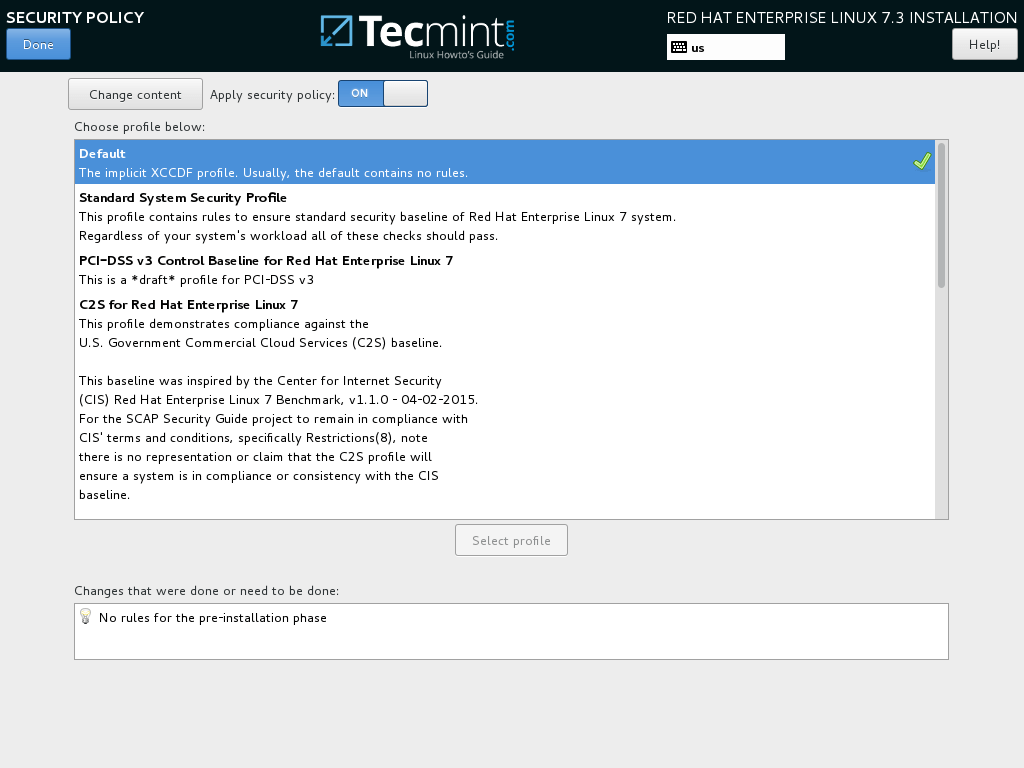 SECURITY POLICY
Done
Tecmint.com
Linux Howto's Guide
RED HAT ENTERPRISE LINUX 7.3 INSTALLATION
us
Help!
Change content
Apply security policy:
ON
Choose profile below:
Default
The implicit XCCDF profile. Usually, the default contains no rules.
Standard System Security Profile
This profile contains rules to ensure standard security baseline of Red Hat Enterprise Linux 7 system.
Regardless of your system's workload all of these checks should pass.
PCI-DSS v3 Control Baseline for Red Hat Enterprise Linux 7
This is a *draft* profile for PCI-DSS v3
C2S for Red Hat Enterprise Linux 7
This profile demonstrates compliance against the
U.S. Government Commercial Cloud Services (C2S) baseline.
This baseline was inspired by the Center for Internet Security
(CIS) Red Hat Enterprise Linux 7 Benchmark, v1.1.0 - 04-02-2015.
For the SCAP Security Guide project to remain in compliance with
CIS' terms and conditions, specifically Restrictions(8), note
there is no representation or claim that the C2S profile will
ensure a system is in compliance or consistency with the CIS
baseline.
Select profile
Changes that were done or need to be done:
No rules for the pre-installation phase